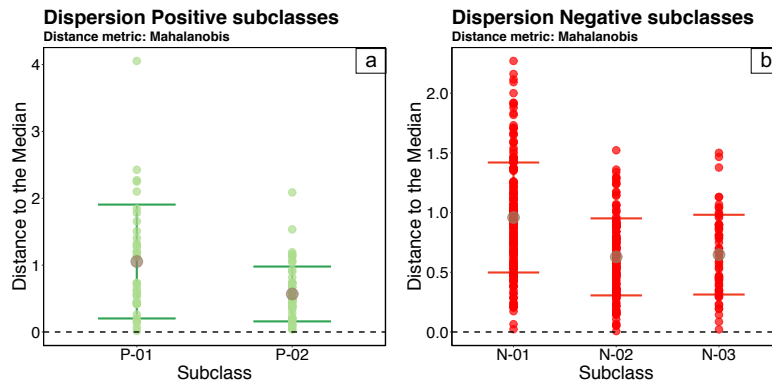 Dispersion Positive subclasses
Distance metric: Mahalanobis
a
Distance to the Median
4
3
2
1
0
P-01
P-02
Subclass
Dispersion Negative subclasses
Distance metric: Mahalanobis
b
Distance to the Median
2.0
1.5
1.0
0.5
0.0
N-01
N-02
N-03
Subclass